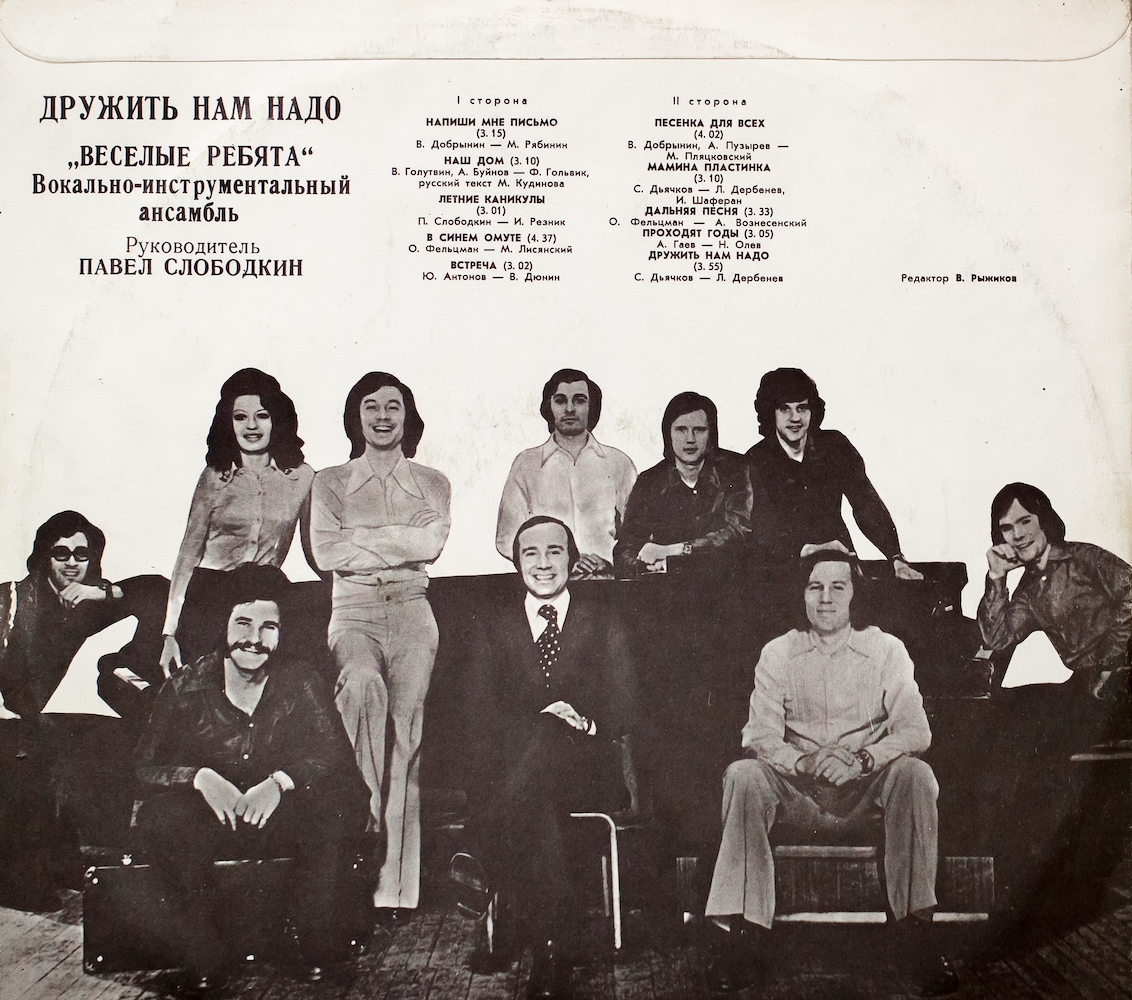 ДРУЖИТЬ НАМ НАДО
„ВЕСЕЛЫЕ РЕБЯТА“
Вокально-инструментальный
ансамбль
Руководитель
ПАВЕЛ СЛОБОДКИН
I сторона
НАПИШИ МНЕ ПИСЬМО
(3. 15)
В. Добрынин — М. Рябинин
НАШ ДОМ (3. 10)
В. Голутвин, А. Буйнов — Ф. Гольвик,
русский текст М. Кудинова
ЛЕТНИЕ КАНИКУЛЫ
(3. 01)
П. Слободкин — И. Резник
В СИНЕМ ОМУТЕ (4. 37)
О. Фельцман — М. Лисянский
ВСТРЕЧА (3. 02)
Ю. Антонов — В. Дюнин
II сторона
ПЕСЕНКА ДЛЯ ВСЕХ
(4. 02)
В. Добрынин, А. Пузырев —
М. Пляцковский
МАМИНА ПЛАСТИНКА
(3. 10)
С. Дьячков — Л. Дербенев,
И. Шаферан
ДАЛЬНЯЯ ПЕСНЯ (3. 33)
О. Фельцман — А. Вознесенский
ПРОХОДЯТ ГОДЫ (3. 05)
А. Гаев — Н. Олев
ДРУЖИТЬ НАМ НАДО
(3. 55)
С. Дьячков — Л. Дербенев
Редактор В. Рыжиков